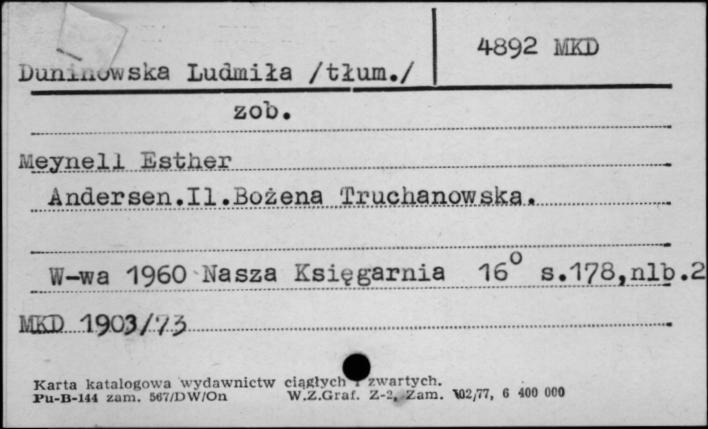 4892 MKD
Duninowska Ludmiła /tłum./
zob.
Meynell Esther
Andersen.Il.Bożena Truchanowska.
W-wa 1960 Nasza Księgarnia 16° s.178,nlb.2
MKD 1903/73
Karta katalogowa wydawnictw ciągłych i zwartych.
Pu-B-144 zam. 567/DW/On W.Z.Graf. Z-2, Zam. 102/77, 6 400 000